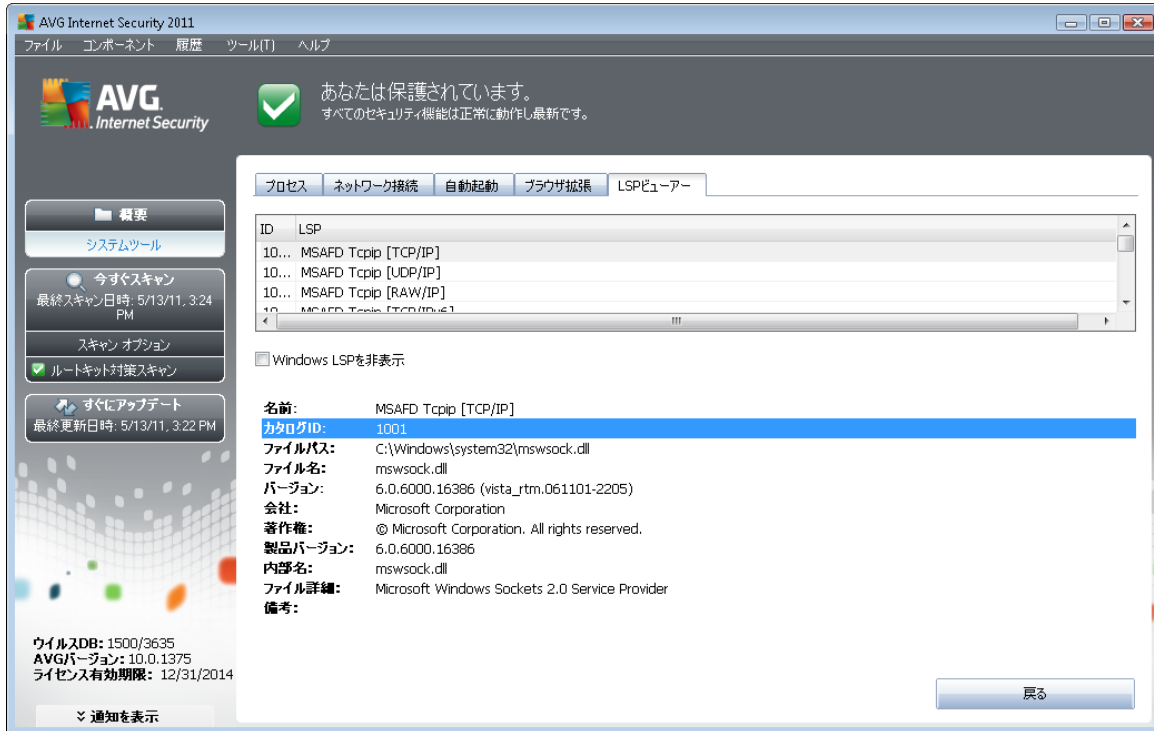 AVG Internet Security 2011
ファイル コンポーネント 履歴 ツール(T) ヘルプ
AVG.
Internet Security
あなたは保護されています。
すべてのセキュリティ機能は正常に動作し最新です。
プロセス ネットワーク接続 自動起動 ブラウザ拡張 LSPビューアー
概要
システムツール
今すぐスキャン
最終スキャン日時: 5/13/11, 3:24
PM
スキャン オプション
ルートキット対策スキャン
すぐにアップデート
最終更新日時: 5/13/11, 3:22 PM
ID LSP
10... MSAFD Tcpip [TCP/IP]
10... MSAFD Tcpip [UDP/IP]
10... MSAFD Tcpip [RAW/IP]
10... MSAFD Tcpip [TCP/IPv6]
Windows LSPを非表示
名前: MSAFD Tcpip [TCP/IP]
カタログID: 1001
ファイルパス: C:\Windows\system32\mswsock.dll
ファイル名: mswsock.dll
バージョン: 6.0.6000.16386 (vista_rtm.061101-2205)
会社: Microsoft Corporation
著作権: © Microsoft Corporation. All rights reserved.
製品バージョン: 6.0.6000.16386
内部名: mswsock.dll
ファイル詳細: Microsoft Windows Sockets 2.0 Service Provider
備考:
ウイルスDB: 1500/3635
AVGバージョン: 10.0.1375
ライセンス有効期限: 12/31/2014
通知を表示
戻る